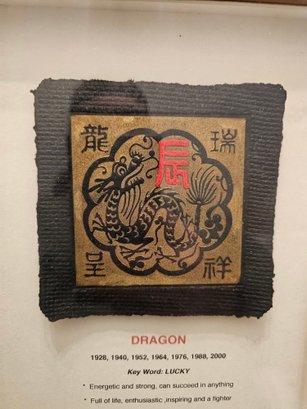 龍 瑞
辰
呈 祥
DRAGON
1928, 1940, 1952, 1964, 1976, 1988, 2000
Key Word: LUCKY
* Energetic and strong, can succeed in anything
* Full of life, enthusiastic ,inspiring and a fighter